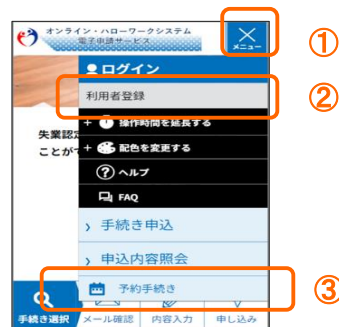 オンライン・ハローワークシステム
電子申請サービス
メニュー
①
ログイン
利用者登録
②
+ 操作時間を延長する
失業認定
+ 配色を変更する
ことが
ヘルプ
FAQ
手続き申込
申込内容照会
予約手続き
③
手続き選択
メール確認
内容入力
申し込み